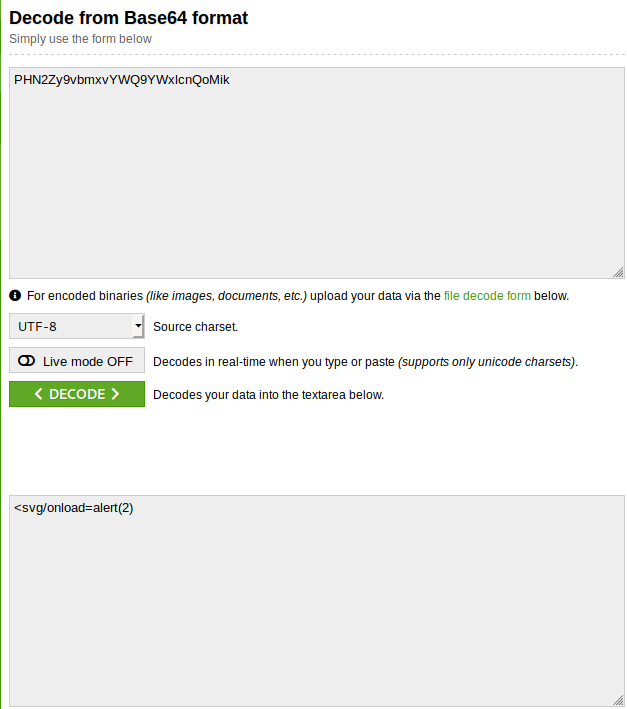 Decode from Base64 format
Simply use the form below
PHN2Zy9vbmxvYWQ9YWxlcnQoMik
For encoded binaries (like images, documents, etc.) upload your data via the file decode form below.
UTF-8 Source charset.
Live mode OFF Decodes in real-time when you type or paste (supports only unicode charsets).
< DECODE > Decodes your data into the textarea below.
<svg/onload=alert(2)